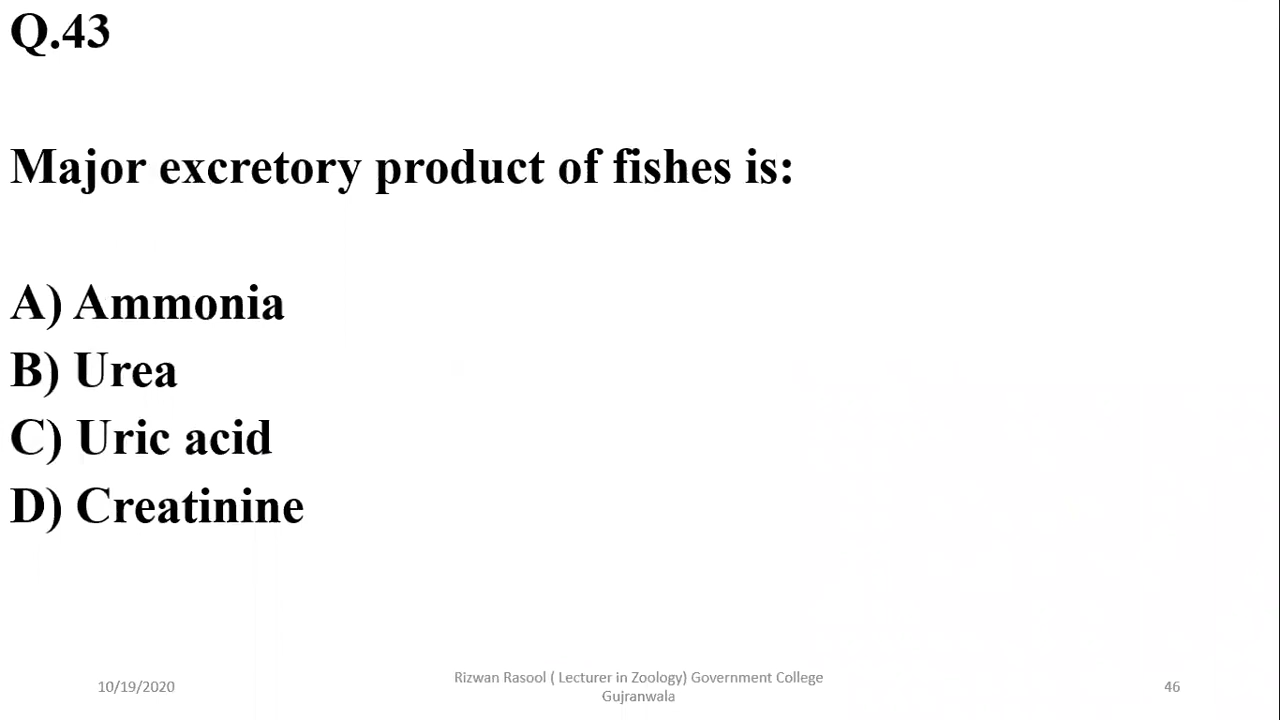 Q.43
Major excretory product of fishes is:
A) Ammonia
B) Urea
C) Uric acid
D) Creatinine
10/19/2020
Rizwan Rasool ( Lecturer in Zoology) Government College
Gujranwala
46